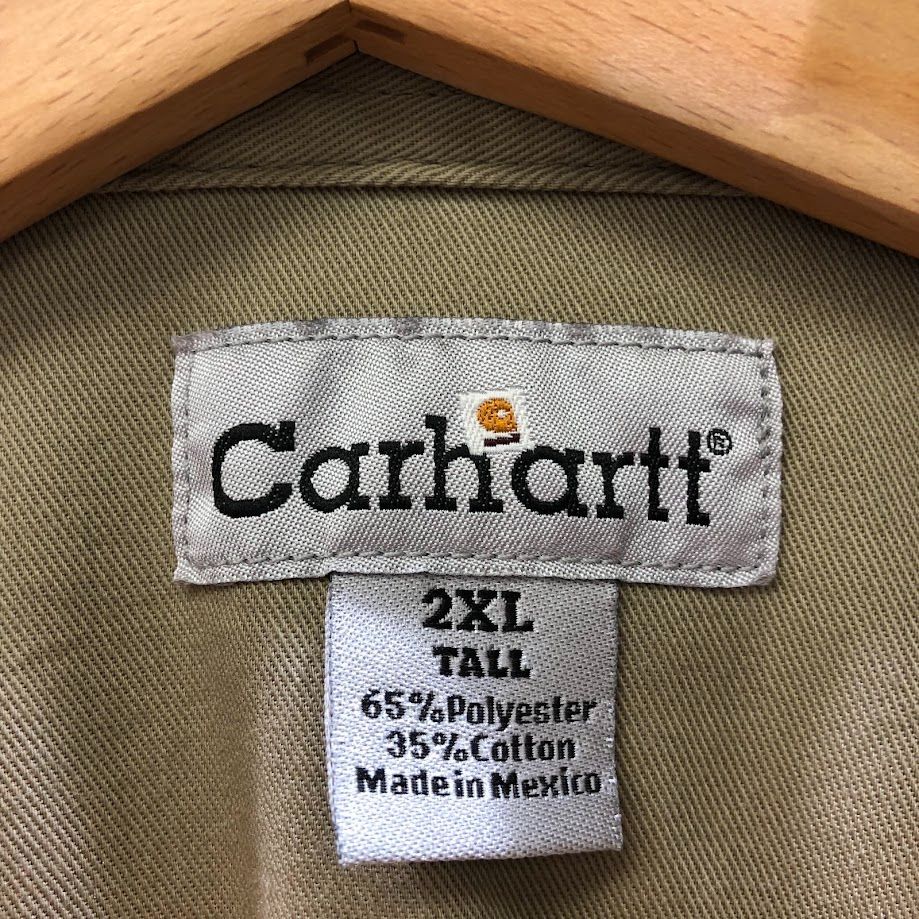 Carhartt®
2XL
TALL
65%Polyester
35%Cotton
Made in Mexico